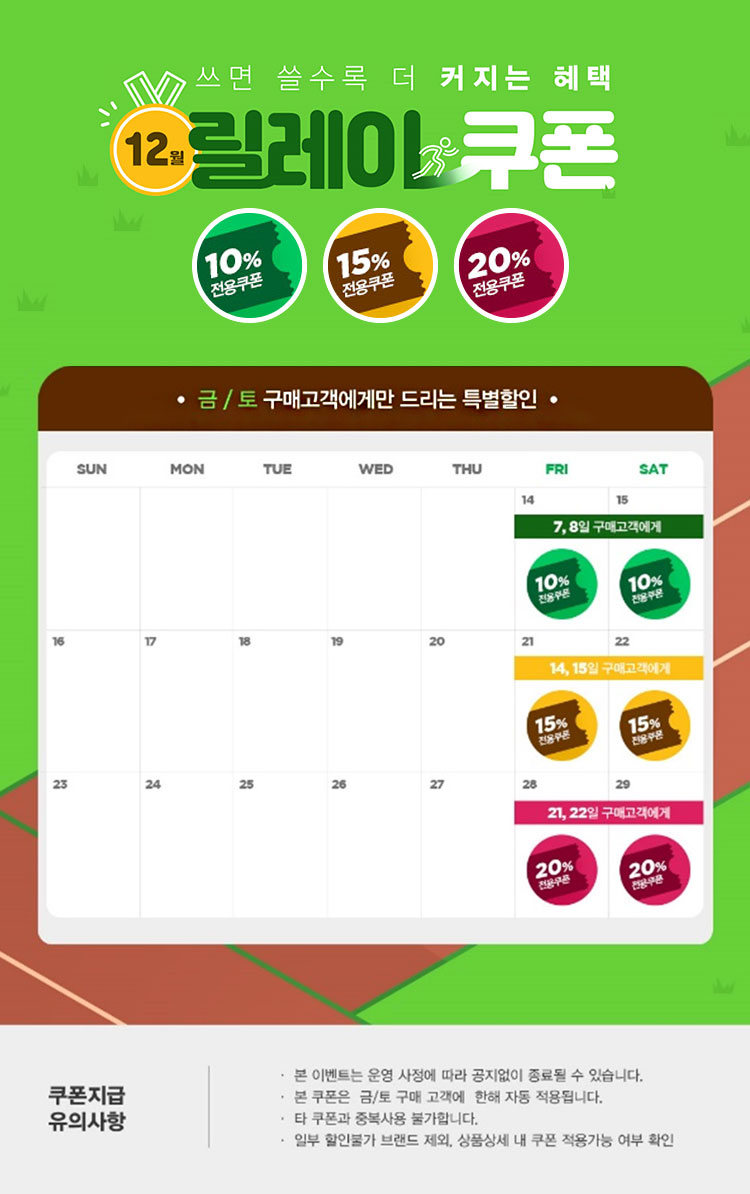 쓰면 쓸수록 더 커지는 혜택
12월 릴레이 쿠폰
10% 15% 20%
전용쿠폰 전용쿠폰 전용쿠폰
• 금 / 토 구매고객에게만 드리는 특별할인 •
SUN MON TUE WED THU FRI SAT
14 15
7, 8일 구매고객에게
10% 10%
전용쿠폰 전용쿠폰
16 17 18 19 20 21 22
14, 15일 구매고객에게
15% 15%
전용쿠폰 전용쿠폰
23 24 25 26 27 28 29
21, 22일 구매고객에게
20% 20%
전용쿠폰 전용쿠폰
쿠폰지급
유의사항
· 본 이벤트는 운영 사정에 따라 공지없이 종료될 수 있습니다.
· 본 쿠폰은 금/토 구매 고객에 한해 자동 적용됩니다.
· 타 쿠폰과 중복사용 불가합니다.
· 일부 할인불가 브랜드 제외, 상품상세 내 쿠폰 적용가능 여부 확인